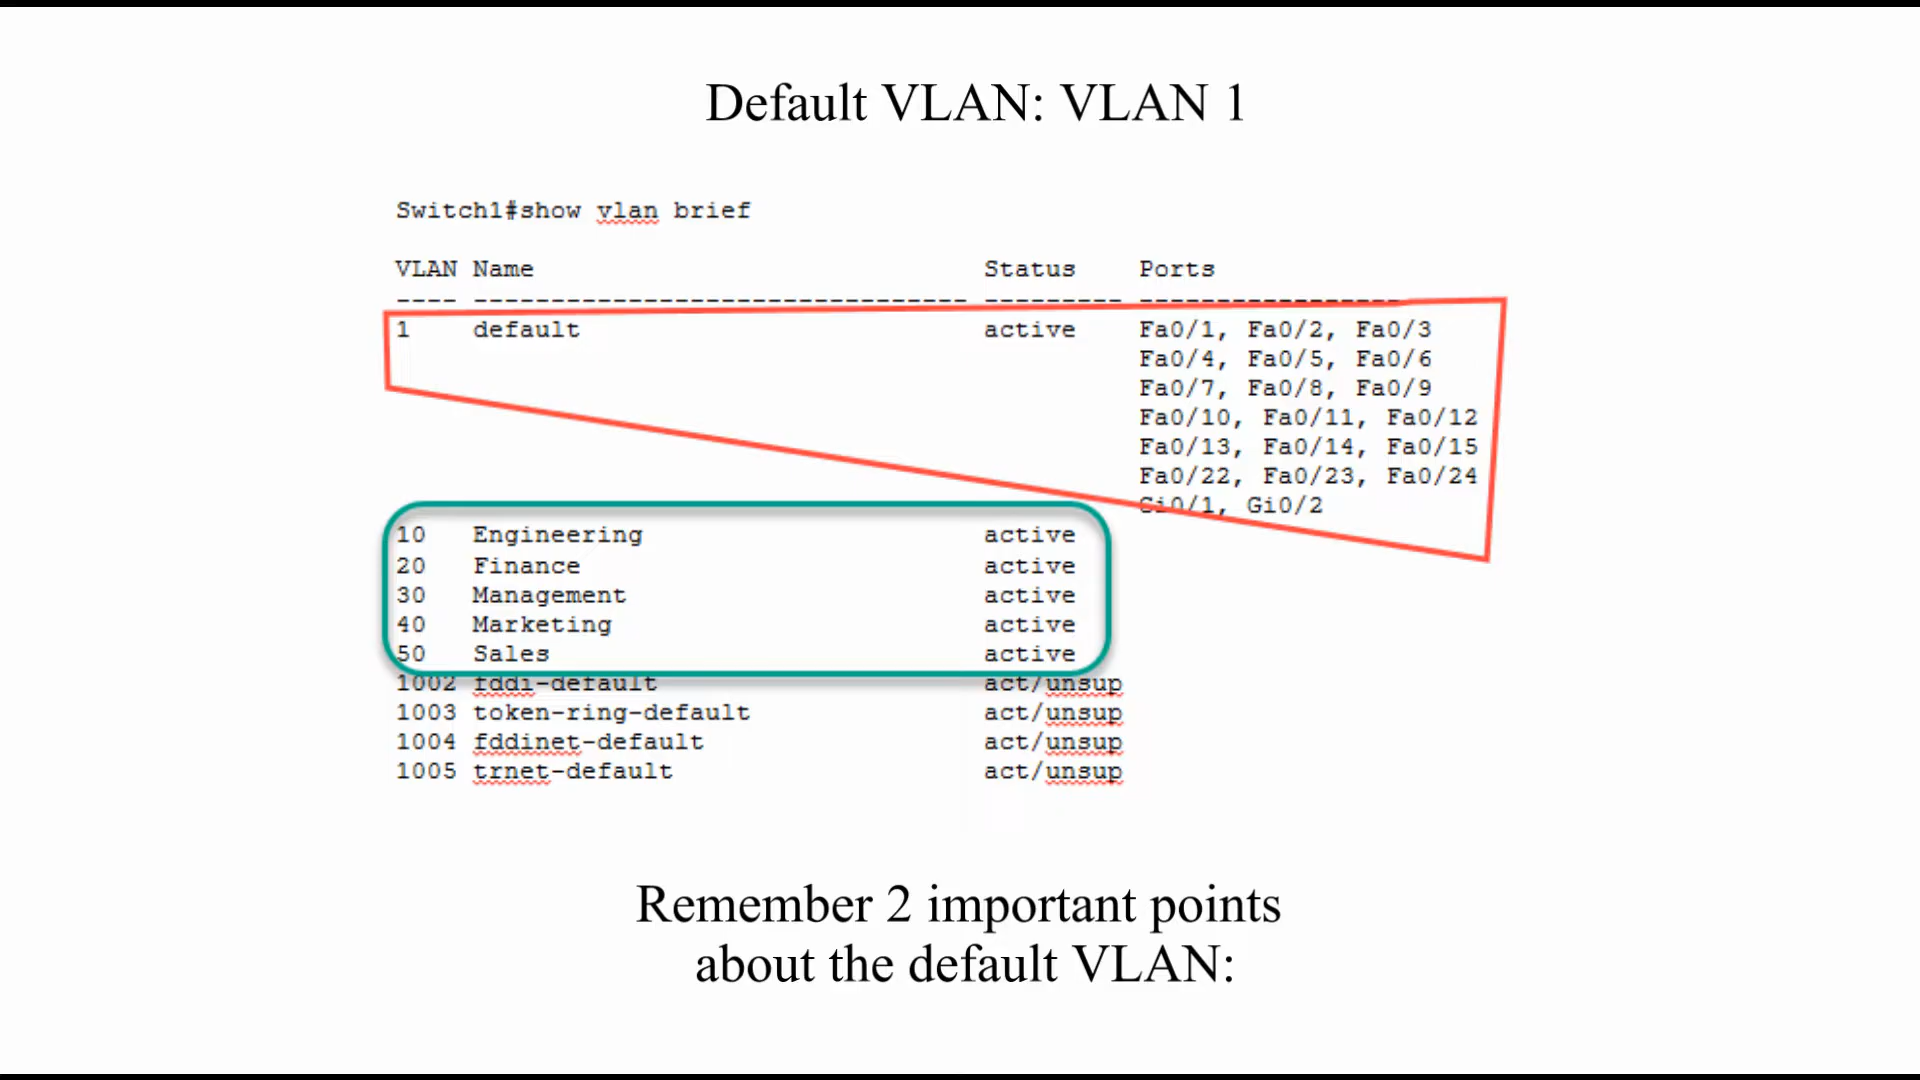 Default VLAN: VLAN 1
Switch1#show vlan brief
VLAN Name Status Ports
---- -------------------------------- --------- -----------------
1 default active Fa0/1, Fa0/2, Fa0/3
Fa0/4, Fa0/5, Fa0/6
Fa0/7, Fa0/8, Fa0/9
Fa0/10, Fa0/11, Fa0/12
Fa0/13, Fa0/14, Fa0/15
Fa0/22, Fa0/23, Fa0/24
Gi0/1, Gi0/2
10 Engineering active
20 Finance active
30 Management active
40 Marketing active
50 Sales active
1002 fddi-default act/unsup
1003 token-ring-default act/unsup
1004 fddinet-default act/unsup
1005 trnet-default act/unsup
Remember 2 important points
about the default VLAN: